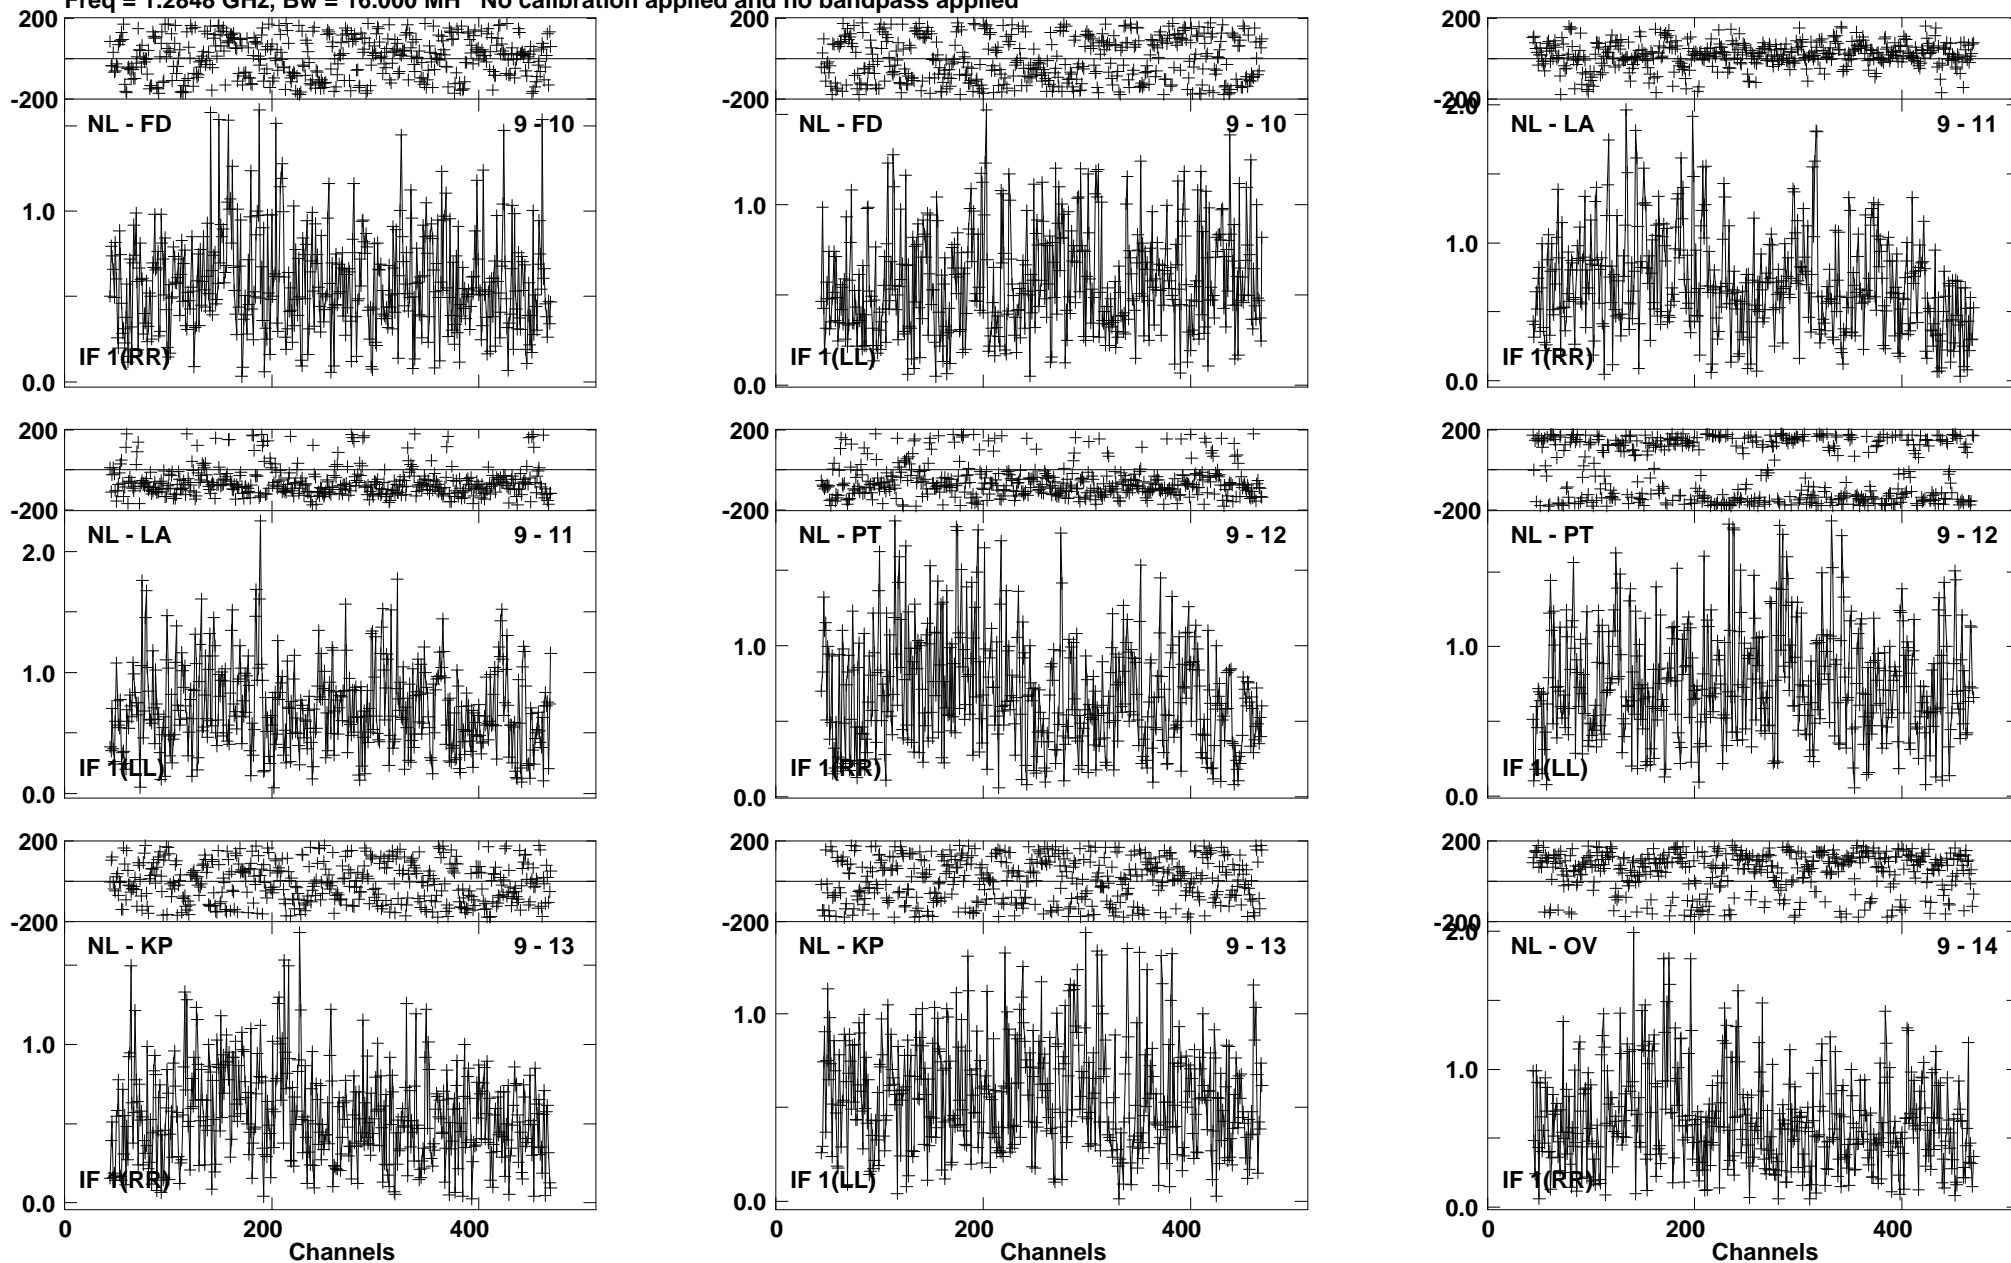 Freq = 1.2848 GHz, Bw = 16.000 MH No calibration applied and no bandpass applied
200
-200
NL - FD
9 - 10
1.0
IF 1(RR)
0.0
NL - FD
9 - 10
1.0
IF 1(LL)
0.0
200
-200
2.0
NL - LA
9 - 11
1.0
IF 1(RR)
0.0
200
-200
NL - LA
9 - 11
2.0
1.0
IF 1(LL)
0.0
200
-200
NL - PT
9 - 12
1.0
IF 1(RR)
0.0
200
-200
NL - PT
9 - 12
1.0
IF 1(LL)
0.0
200
-200
NL - KP
9 - 13
1.0
IF 1(RR)
0.0
0 200 400
Channels
200
-200
NL - KP
9 - 13
1.0
IF 1(LL)
0.0
200 400
200
-200
2.0
NL - OV
9 - 14
1.0
IF 1(RR)
0.0
0 200 400
Channels